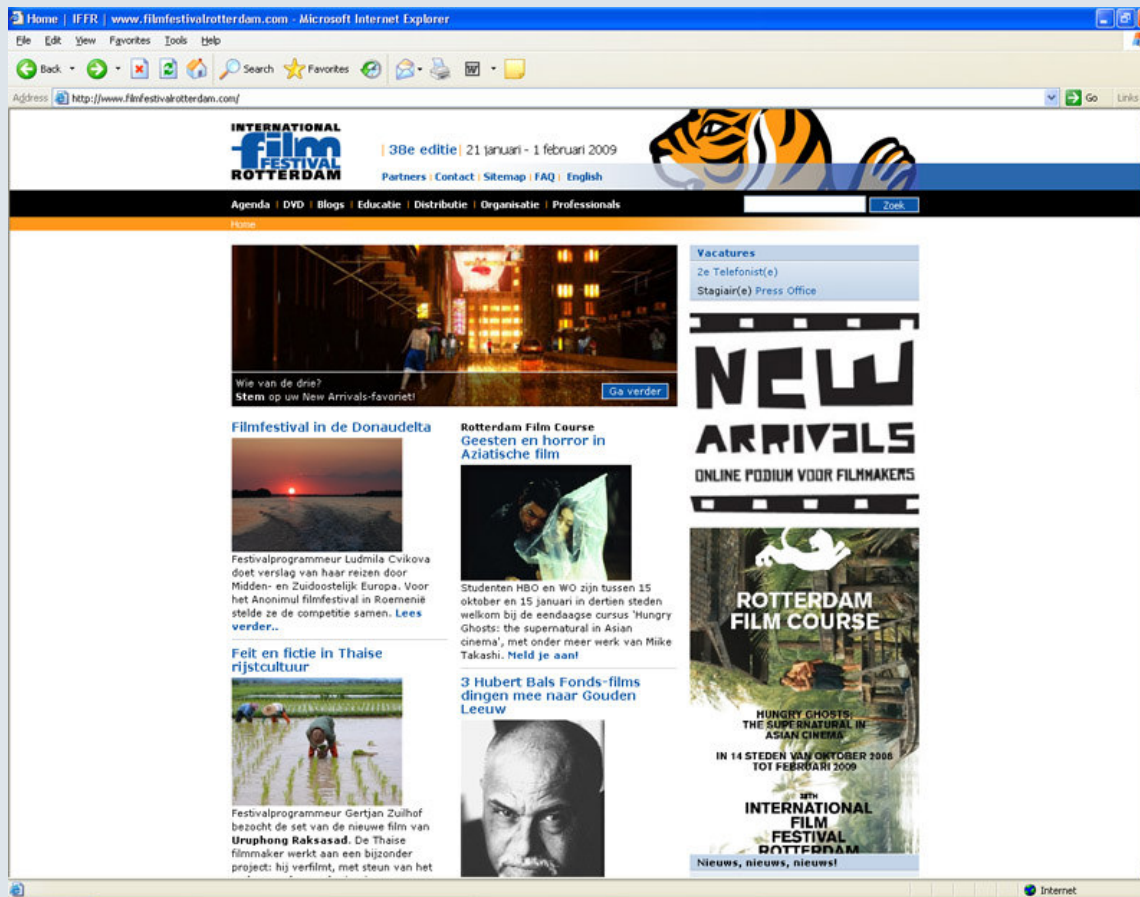 Home | IFFR | www.filmfestivalrotterdam.com - Microsoft Internet Explorer
File Edit View Favorites Tools Help
Back Search Favorites
Address http://www.filmfestivalrotterdam.com/ Go Links
INTERNATIONAL
film
FESTIVAL
ROTTERDAM
| 38e editie | 21 januari - 1 februari 2009
Partners | Contact | Sitemap | FAQ | English
Agenda | DVD | Blogs | Educatie | Distributie | Organisatie | Professionals
Zoek
Home
Wie van de drie?
Stem op uw New Arrivals-favoriet!
Ga verder
Filmfestival in de Donaudelta
Festivalprogrammeur Ludmila Cvikova
doet verslag van haar reizen door
Midden- en Zuidoostelijk Europa. Voor
het Anonimul filmfestival in Roemenië
stelde ze de competitie samen. Lees
verder..
Feit en fictie in Thaise
rijstcultuur
Festivalprogrammeur Gertjan Zuilhof
bezocht de set van de nieuwe film van
Uruphong Raksasad. De Thaise
filmmaker werkt aan een bijzonder
project: hij verfilmt, met steun van het
Rotterdam Film Course
Geesten en horror in
Aziatische film
Studenten HBO en WO zijn tussen 15
oktober en 15 januari in dertien steden
welkom bij de eendaagse cursus 'Hungry
Ghosts: the supernatural in Asian
cinema', met onder meer werk van Miike
Takashi. Meld je aan!
3 Hubert Bals Fonds-films
dingen mee naar Gouden
Leeuw
Vacatures
2e Telefonist(e)
Stagiair(e) Press Office
NEW
ARRIVALS
ONLINE PODIUM VOOR FILMMAKERS
ROTTERDAM
FILM COURSE
HUNGRY GHOSTS:
THE SUPERNATURAL IN
ASIAN CINEMA
IN 14 STEDEN VAN OKTOBER 2008
TOT FEBRUARI 2009
38TH
INTERNATIONAL
FILM
FESTIVAL
ROTTERDAM
Nieuws, nieuws, nieuws!
Internet